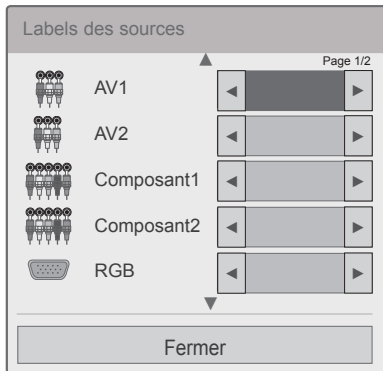 Labels des sources
Page 1/2
AV1
AV2
Composant1
Composant2
RGB
Fermer